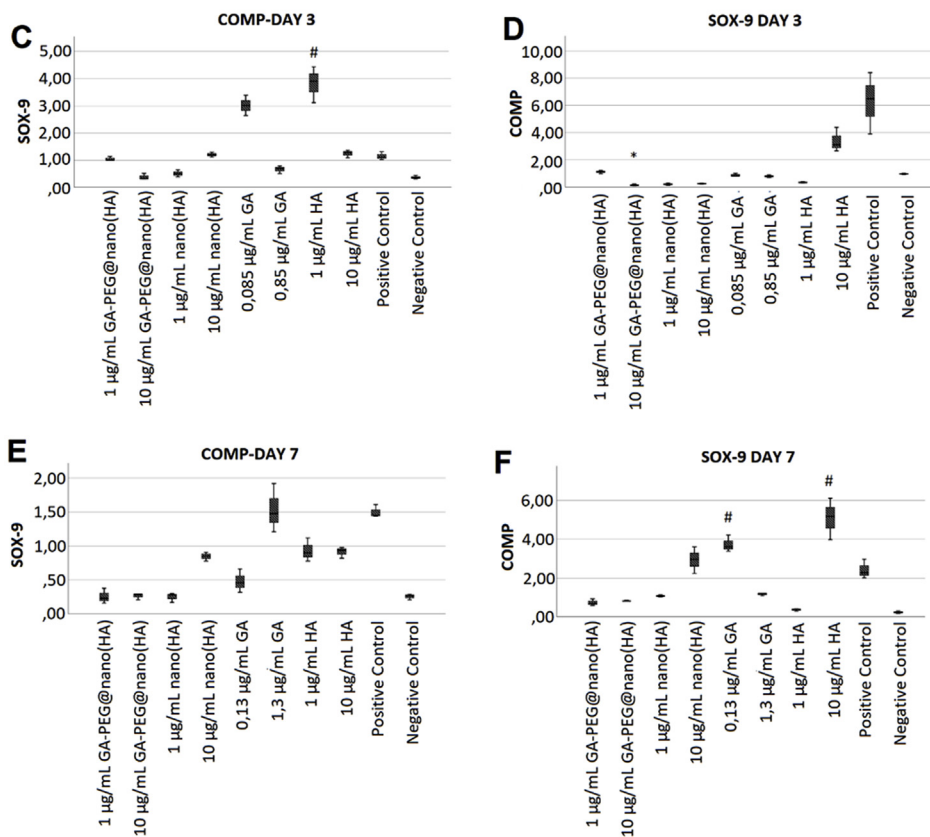 C
COMP-DAY 3
SOX-9
5,00
4,00
3,00
2,00
1,00
,00
#
1 µg/mL GA-PEG@nano(HA)
10 µg/mL GA-PEG@nano(HA)
1 µg/mL nano(HA)
10 µg/mL nano(HA)
0,085 µg/mL GA
0,85 µg/mL GA
1 µg/mL HA
10 µg/mL HA
Positive Control
Negative Control
D
SOX-9 DAY 3
COMP
10,00
8,00
6,00
4,00
2,00
,00
*
1 µg/mL GA-PEG@nano(HA)
10 µg/mL GA-PEG@nano(HA)
1 µg/mL nano(HA)
10 µg/mL nano(HA)
0,085 µg/mL GA
0,85 µg/mL GA
1 µg/mL HA
10 µg/mL HA
Positive Control
Negative Control
E
COMP-DAY 7
SOX-9
2,00
1,50
1,00
,50
,00
1 µg/mL GA-PEG@nano(HA)
10 µg/mL GA-PEG@nano(HA)
1 µg/mL nano(HA)
10 µg/mL nano(HA)
0,13 µg/mL GA
1,3 µg/mL GA
1 µg/mL HA
10 µg/mL HA
Positive Control
Negative Control
F
SOX-9 DAY 7
COMP
6,00
4,00
2,00
,00
#
#
1 µg/mL GA-PEG@nano(HA)
10 µg/mL GA-PEG@nano(HA)
1 µg/mL nano(HA)
10 µg/mL nano(HA)
0,13 µg/mL GA
1,3 µg/mL GA
1 µg/mL HA
10 µg/mL HA
Positive Control
Negative Control